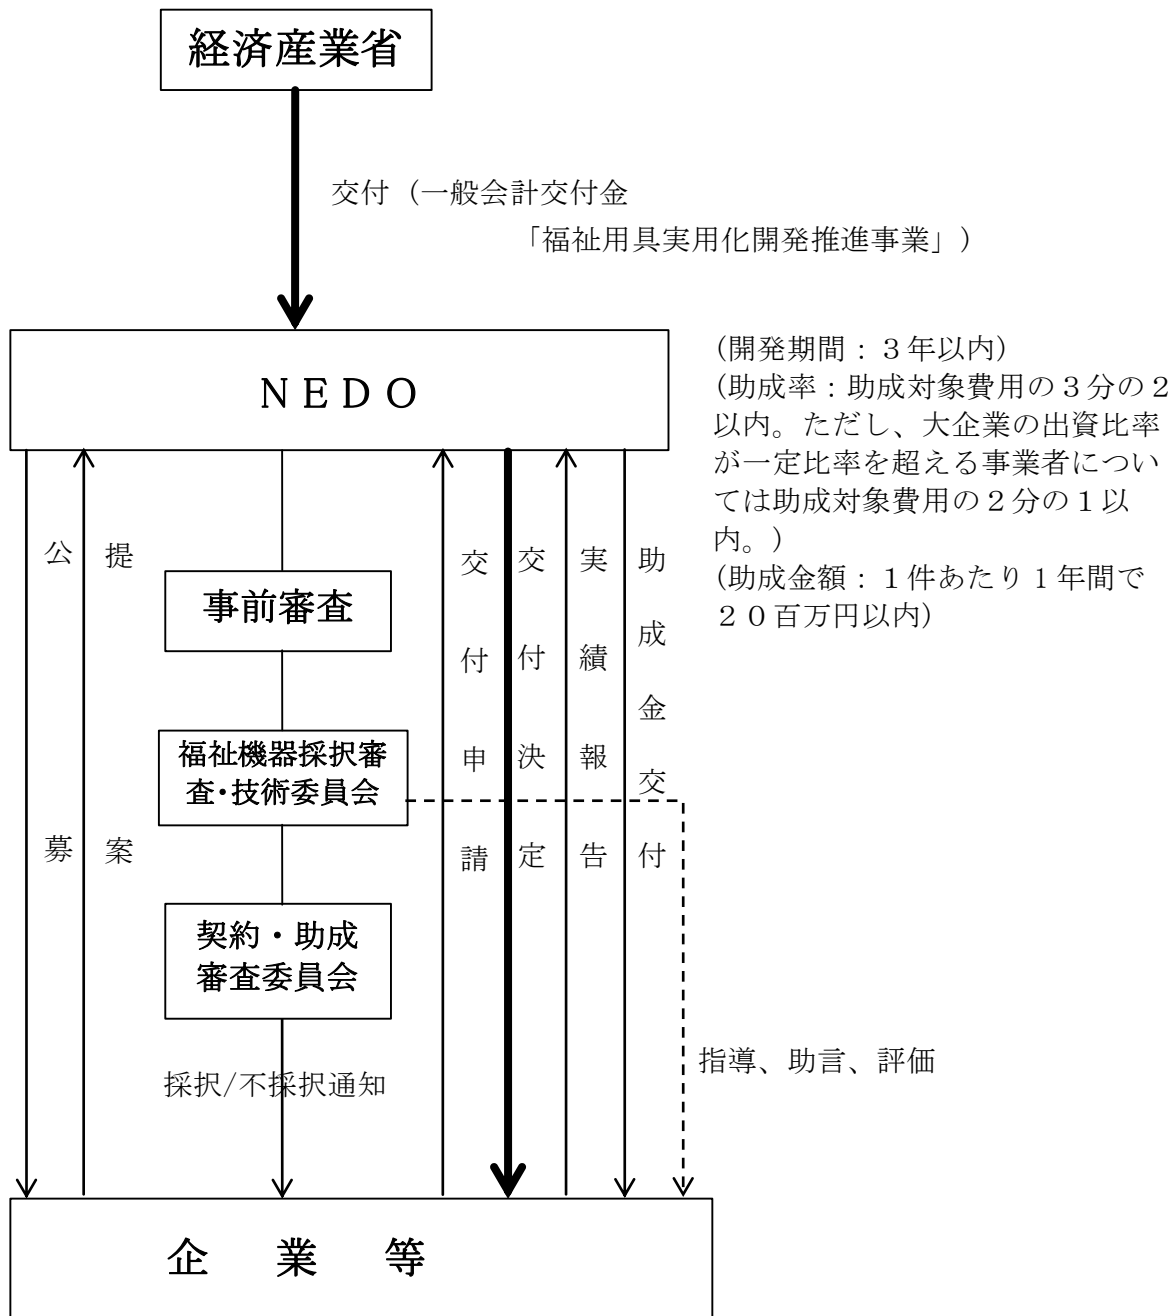 経済産業省
交付（一般会計交付金
「福祉用具実用化開発推進事業」）
ＮＥＤＯ
（開発期間：３年以内）
（助成率：助成対象費用の３分の２
以内。ただし、大企業の出資比率
が一定比率を超える事業者につい
ては助成対象費用の２分の１以
内。）
（助成金額：１件あたり１年間で
２０百万円以内）
公募
提案
事前審査
福祉機器採択審
査・技術委員会
契約・助成
審査委員会
採択/不採択通知
交付申請
交付決定
実績報告
助成金交付
指導、助言、評価
企業等